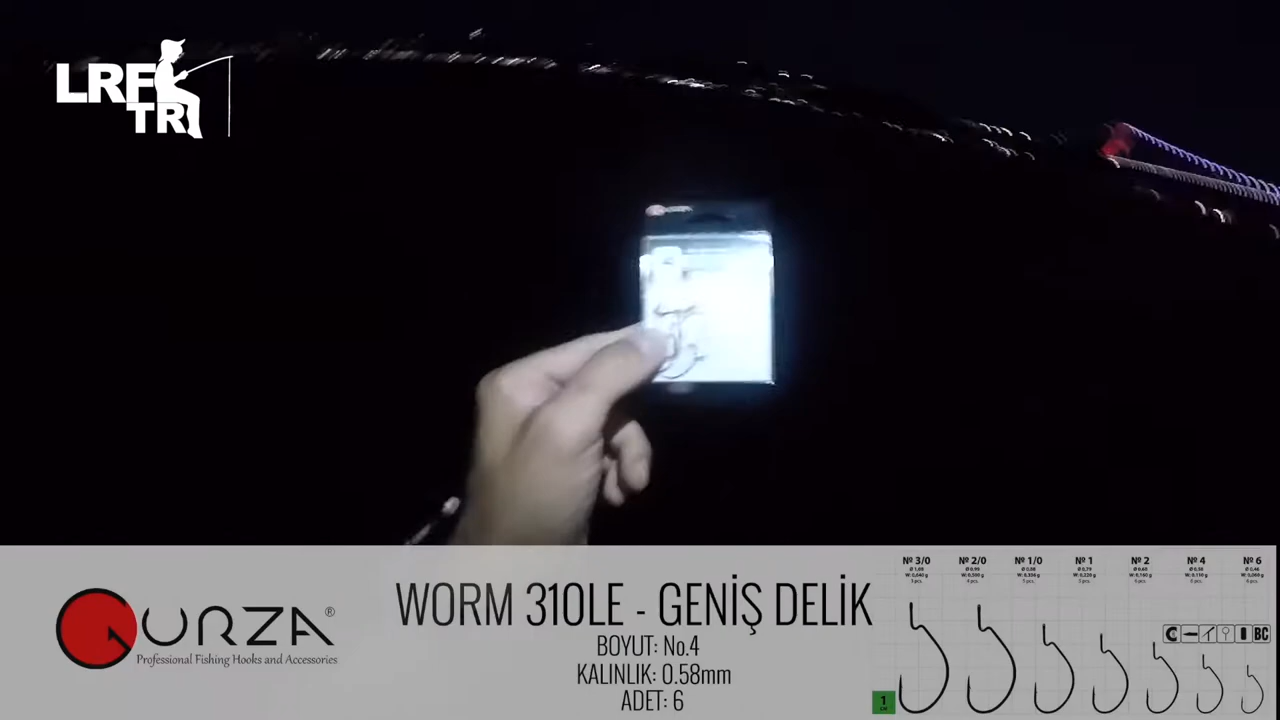 LRF
TR
GURZA®
Professional Fishing Hooks and Accessories
WORM 310LE - GENİŞ DELİK
BOYUT: No.4
KALINLIK: 0.58mm
ADET: 6
Nº 3/0 Nº 2/0 Nº 1/0 Nº 1 Nº 2 Nº 4 Nº 6
BC
1